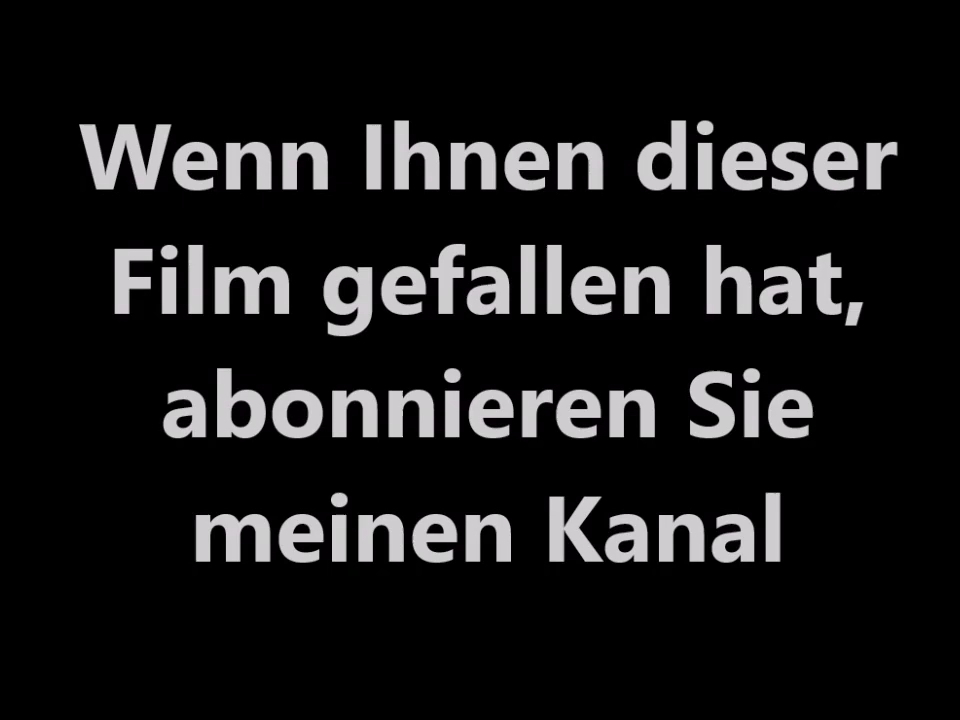 Wenn Ihnen dieser
Film gefallen hat,
abonnieren Sie
meinen Kanal